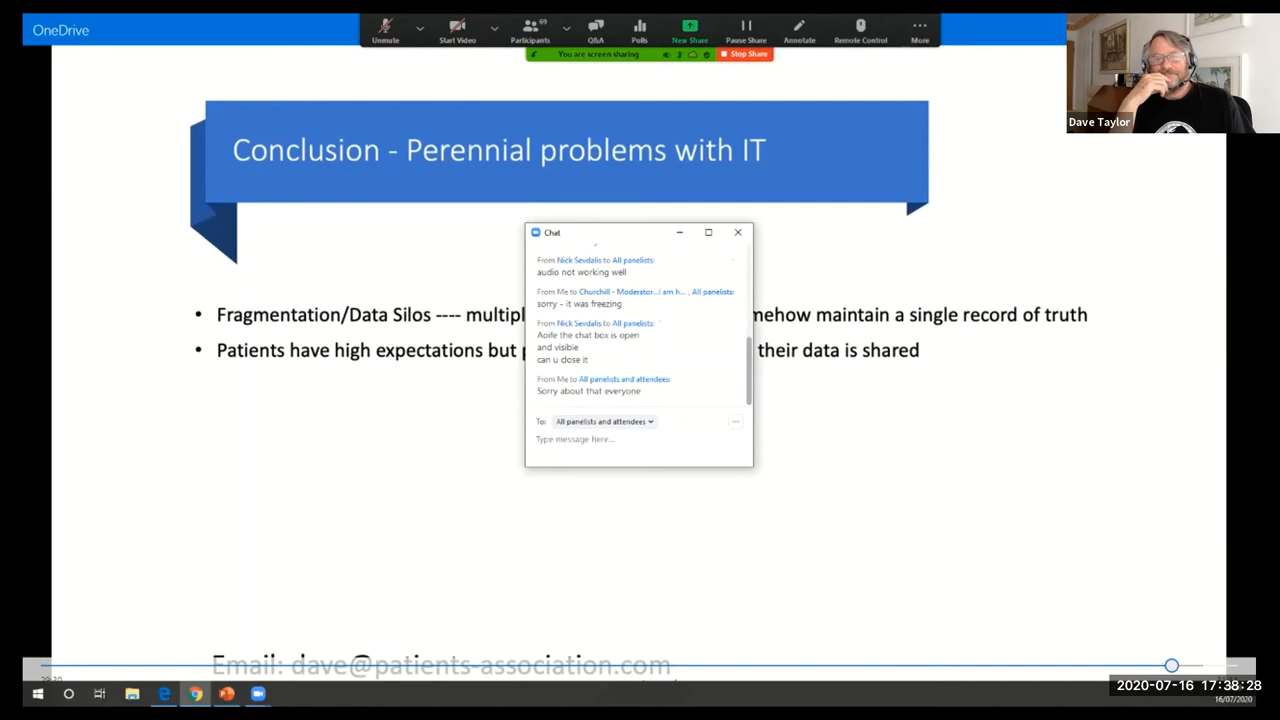 OneDrive
Unmute
Start Video
69
Participants
Q&A
Polls
New Share
Pause Share
Annotate
Remote Control
More
You are screen sharing
Stop Share
Dave Taylor
Conclusion - Perennial problems with IT
Chat
From Nick Sevdalis to All panelists:
audio not working well
From Me to Churchill - Moderator...I am h... , All panelists:
sorry - it was freezing
From Nick Sevdalis to All panelists:
Aoife the chat box is open
and visible
can u close it
From Me to All panelists and attendees:
Sorry about that everyone
To: All panelists and attendees
Type message here...
• Fragmentation/Data Silos ---- multip
mehow maintain a single record of truth
• Patients have high expectations but p
their data is shared
Email: dave@patients-association.com
2020-07-16 17:38:28
16/07/2020